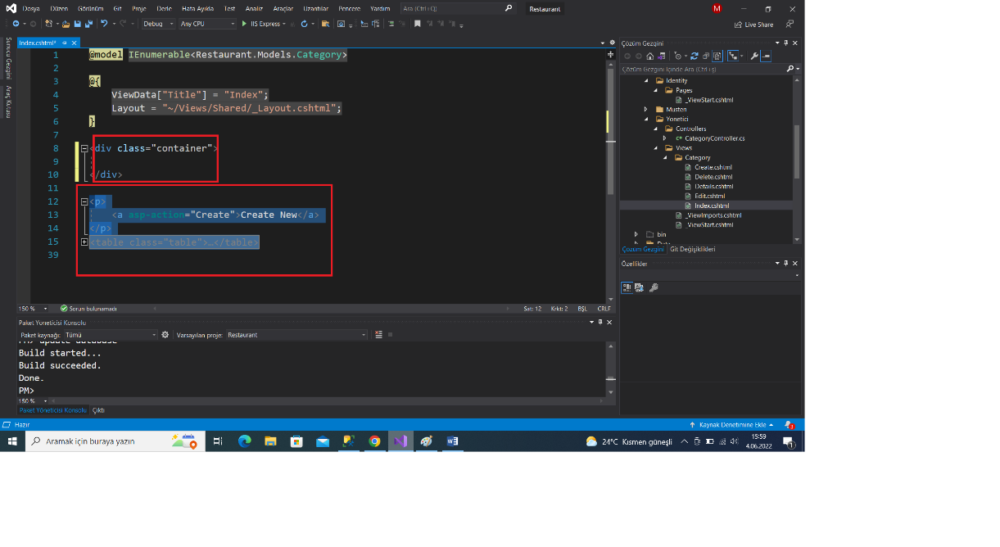 Dosya Düzen Görünüm Git Proje Derle Hata Ayıkla Test Analiz Araçlar Uzantılar Pencere Yardım Ara (Ctrl+Q) Restaurant M
Debug Any CPU IIS Express Live Share
Sunucu Gezgini Araç Kutusu
Index.cshtml*
1 @model IEnumerable<Restaurant.Models.Category>
2
3 @{
4 ViewData["Title"] = "Index";
5 Layout = "~/Views/Shared/_Layout.cshtml";
6 }
7
8 <div class="container">
9
10 </div>
11
12 <p>
13 <a asp-action="Create">Create New</a>
14 </p>
15 <table class="table">…</table>
39
150 % Sorun bulunamadı Sat: 12 Krkt: 2 BŞL CRLF
Paket Yöneticisi Konsolu
Paket kaynağı: Tümü Varsayılan proje: Restaurant
Build started...
Build succeeded.
Done.
PM>
150 %
Paket Yöneticisi Konsolu Çıktı
Çözüm Gezgini
Çözüm Gezgini içinde Ara (Ctrl+ş)
Identity
Pages
_ViewStart.cshtml
Musteri
Yonetici
Controllers
C# CategoryController.cs
Views
Category
Create.cshtml
Delete.cshtml
Details.cshtml
Edit.cshtml
Index.cshtml
_ViewImports.cshtml
_ViewStart.cshtml
bin
Çözüm Gezgini Git Değişiklikleri
Özellikler
Hazır Kaynak Denetimine Ekle 3
Aramak için buraya yazın 24°C Kısmen güneşli 15:59
4.06.2022 1